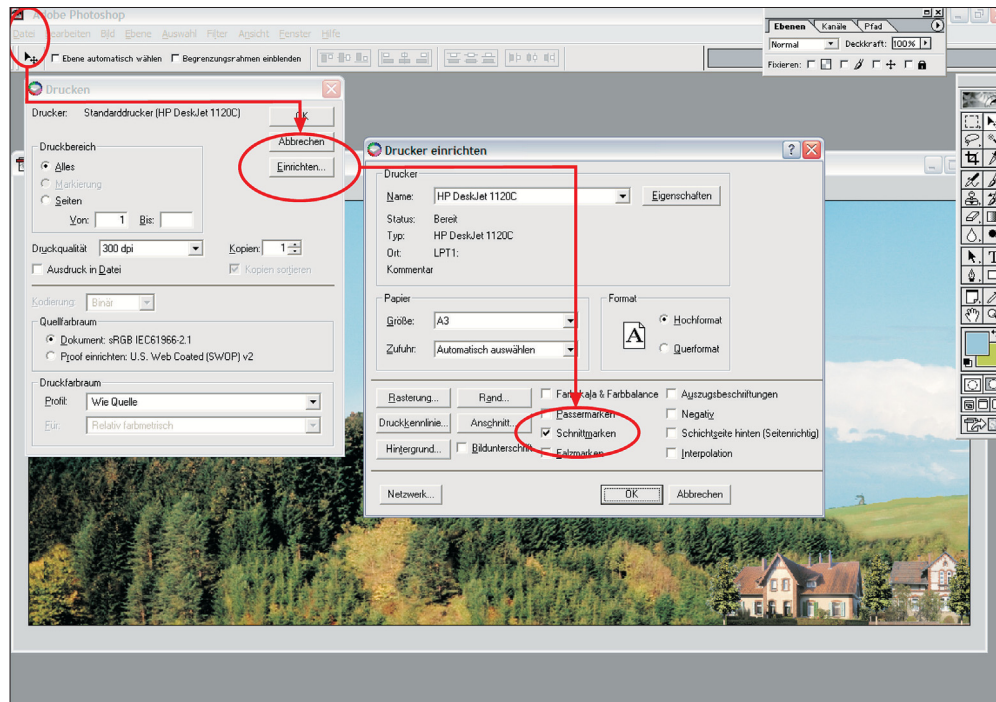 Adobe Photoshop
Datei Bearbeiten Bild Ebene Auswahl Filter Ansicht Fenster Hilfe
Ebene automatisch wählen Begrenzungsrahmen einblenden
Ebenen Kanäle Pfad
Normal Deckkraft: 100%
Fixieren:
Drucken
Drucker: Standarddrucker (HP DeskJet 1120C)
OK
Abbrechen
Einrichten...
Druckbereich
Alles
Markierung
Seiten
Von: 1 Bis:
Druckqualität 300 dpi Kopien: 1
Ausdruck in Datei Kopien sortieren
Kodierung: Binär
Quellfarbraum
Dokument: sRGB IEC61966-2.1
Proof einrichten: U.S. Web Coated (SWOP) v2
Druckfarbraum
Profil: Wie Quelle
Für: Relativ farbmetrisch
Drucker einrichten
Drucker
Name: HP DeskJet 1120C Eigenschaften
Status: Bereit
Typ: HP DeskJet 1120C
Ort: LPT1:
Kommentar
Papier
Größe: A3
Zufuhr: Automatisch auswählen
Format
A
Hochformat
Querformat
Rasterung... Rand... Farbskala & Farbbalance Auszugsbeschriftungen
Passermarken Negativ
Druckkennlinie... Anschnitt... Schnittmarken Schichtseite hinten (Seitenrichtig)
Hintergrund... Bildunterschrift Falzmarken Interpolation
Netzwerk... OK Abbrechen